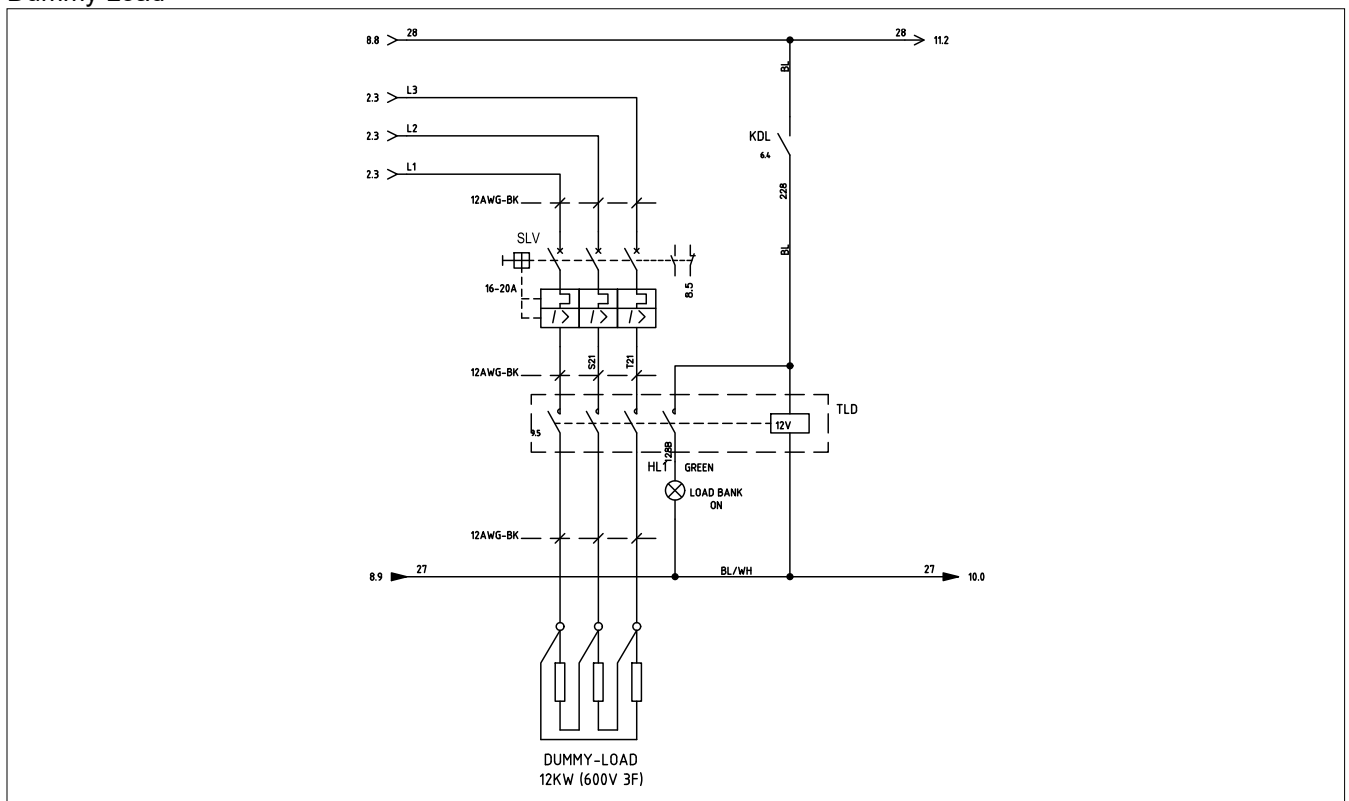 Dummy Load
8.8 28 28 11.2
BL
2.3 L3
2.3 L2
KDL
6.4
2.3 L1
228
12AWG-BK
SLV
BL
16-20A
8.5
I> I> I>
S21 T21
12AWG-BK
TLD
9.5
12V
128B
HL1 GREEN
LOAD BANK
ON
12AWG-BK
8.9 27 BL/WH 27 10.0
DUMMY-LOAD
12KW (600V 3F)